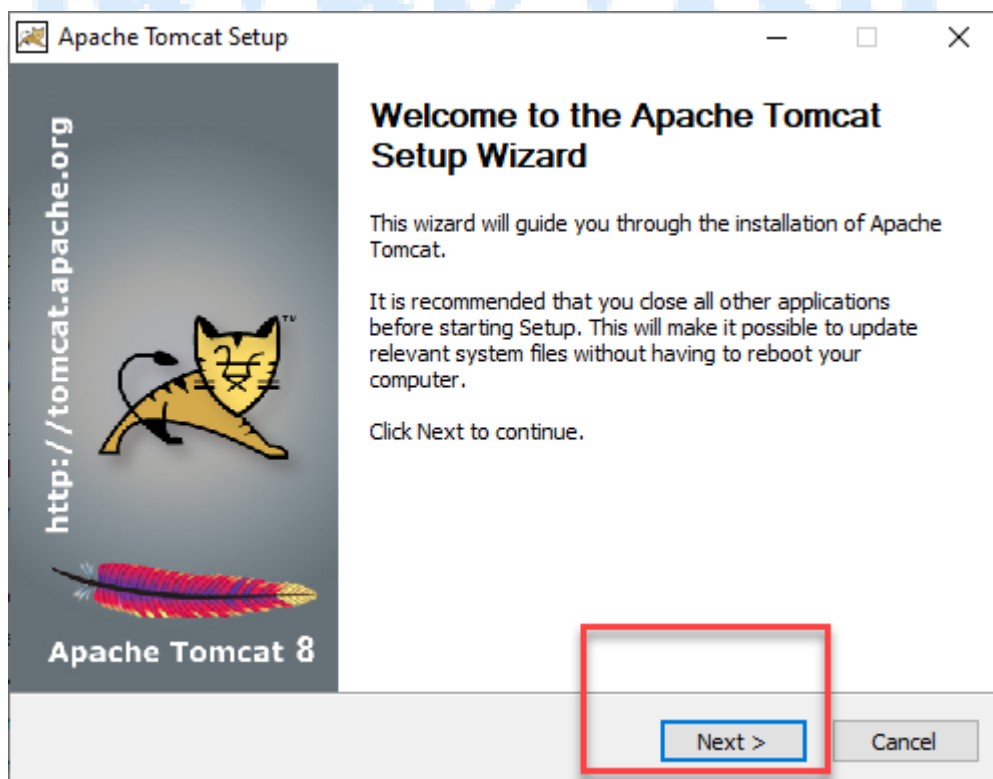 Apache Tomcat Setup
http://tomcat.apache.org
TM
Apache Tomcat 8
Welcome to the Apache Tomcat
Setup Wizard
This wizard will guide you through the installation of Apache
Tomcat.
It is recommended that you close all other applications
before starting Setup. This will make it possible to update
relevant system files without having to reboot your
computer.
Click Next to continue.
Next >
Cancel